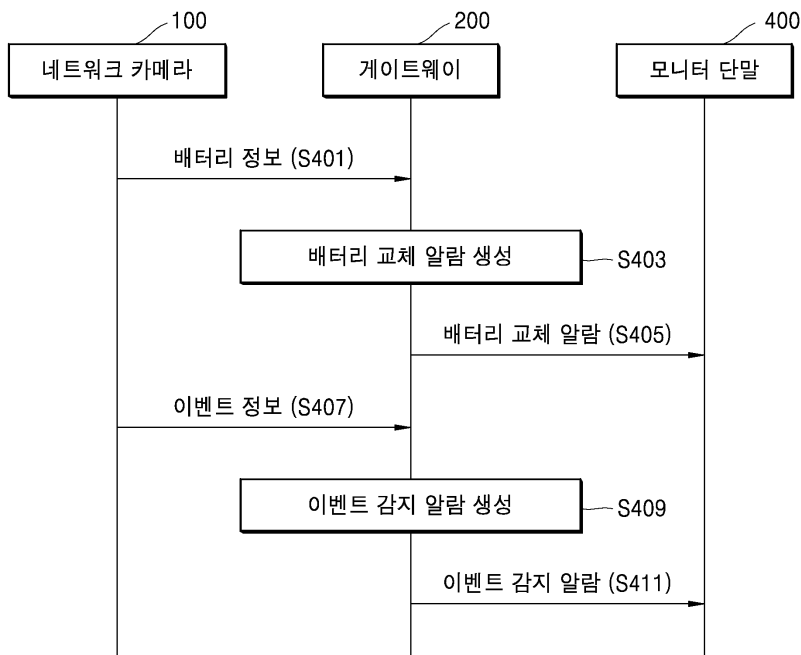 100
200
400
네트워크 카메라
게이트웨이
모니터 단말
배터리 정보 (S401)
배터리 교체 알람 생성
S403
배터리 교체 알람 (S405)
이벤트 정보 (S407)
이벤트 감지 알람 생성
S409
이벤트 감지 알람 (S411)